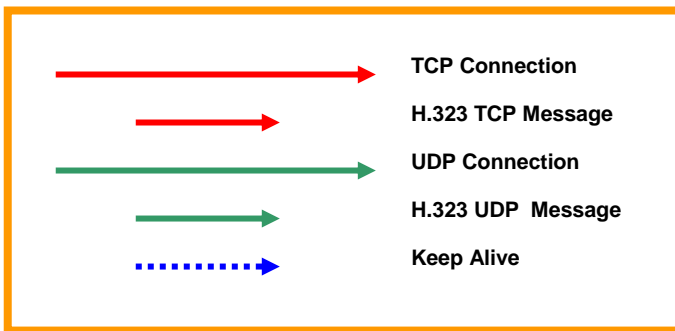 TCP Connection
H.323 TCP Message
UDP Connection
H.323 UDP  Message
Keep Alive